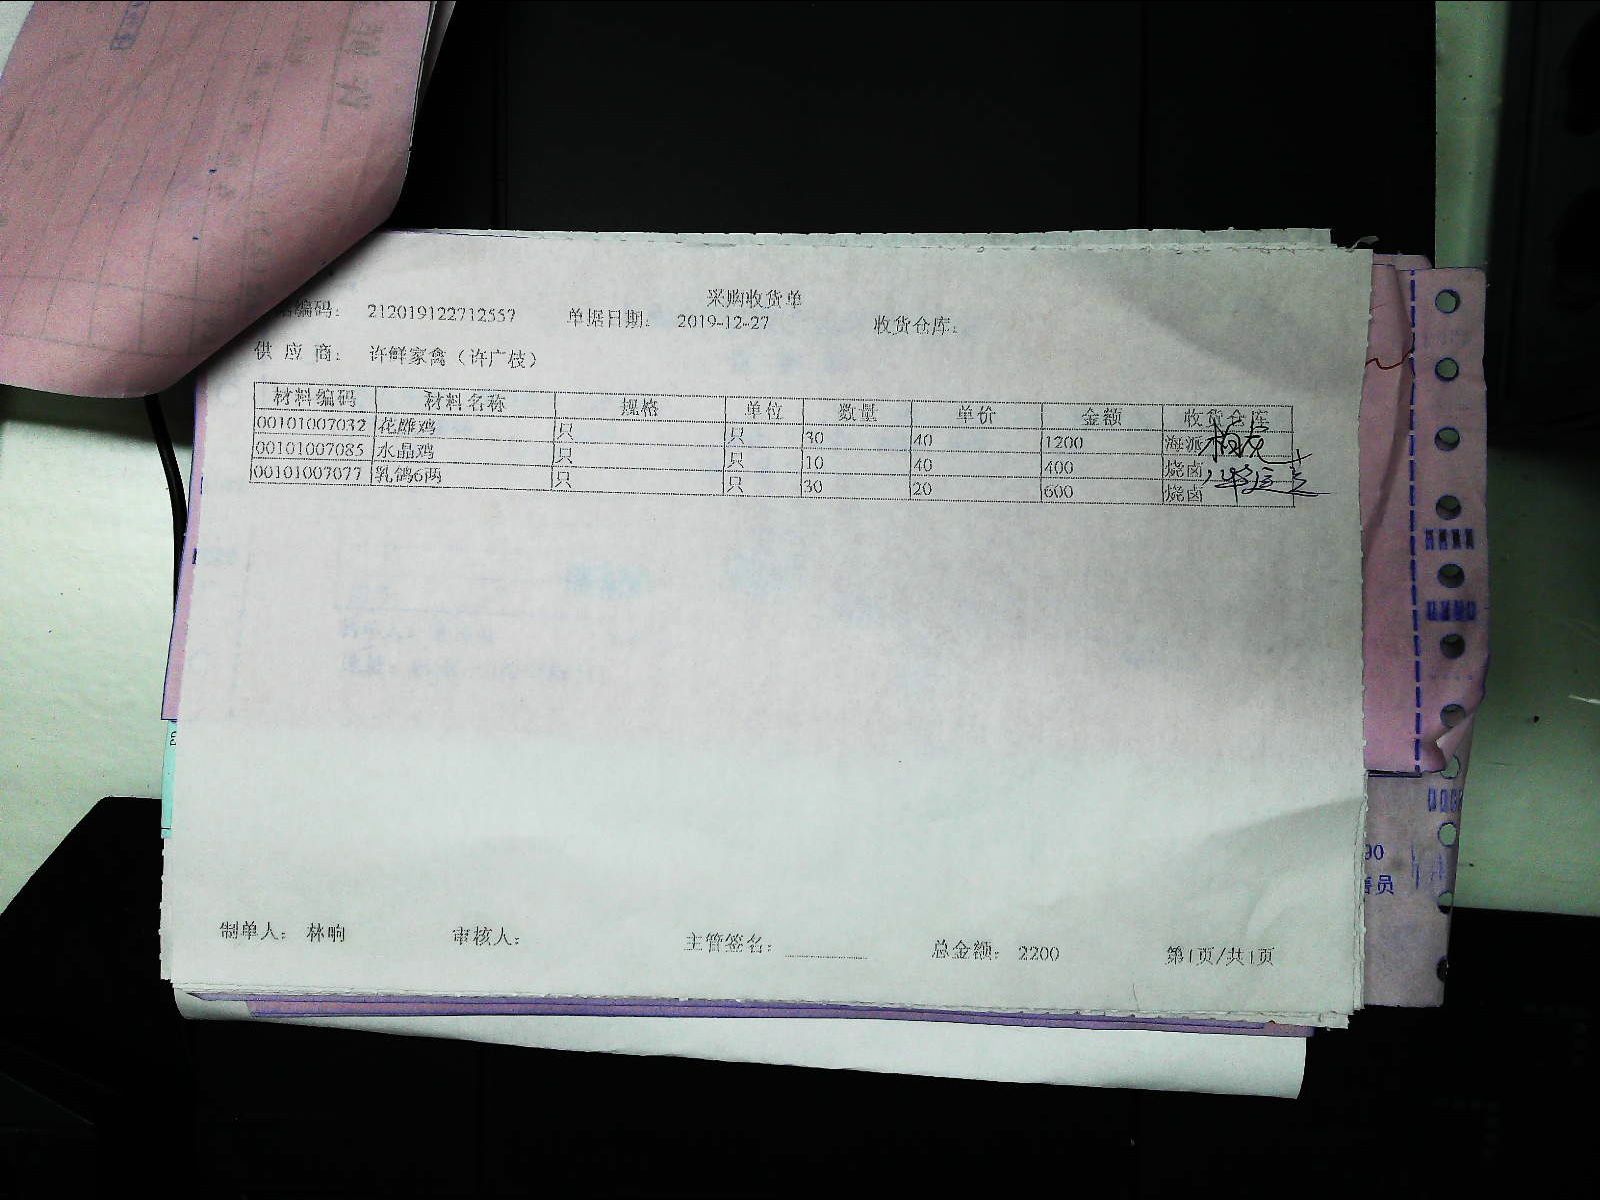 采购收货单
编码： 212019122712557 单据日期： 2019-12-27 收货仓库：
供应商： 许鲜家禽（许广枝）
材料编码 材料名称 规格 单位 数量 单价 金额 收货仓库
00101007032 花雕鸡 只 只 30 40 1200 海派
00101007085 水晶鸡 只 只 10 40 400 烧卤
00101007077 乳鸽6两 只 只 30 20 600 烧卤
制单人： 林晌 审核人： 主管签名： 总金额： 2200 第1页/共1页